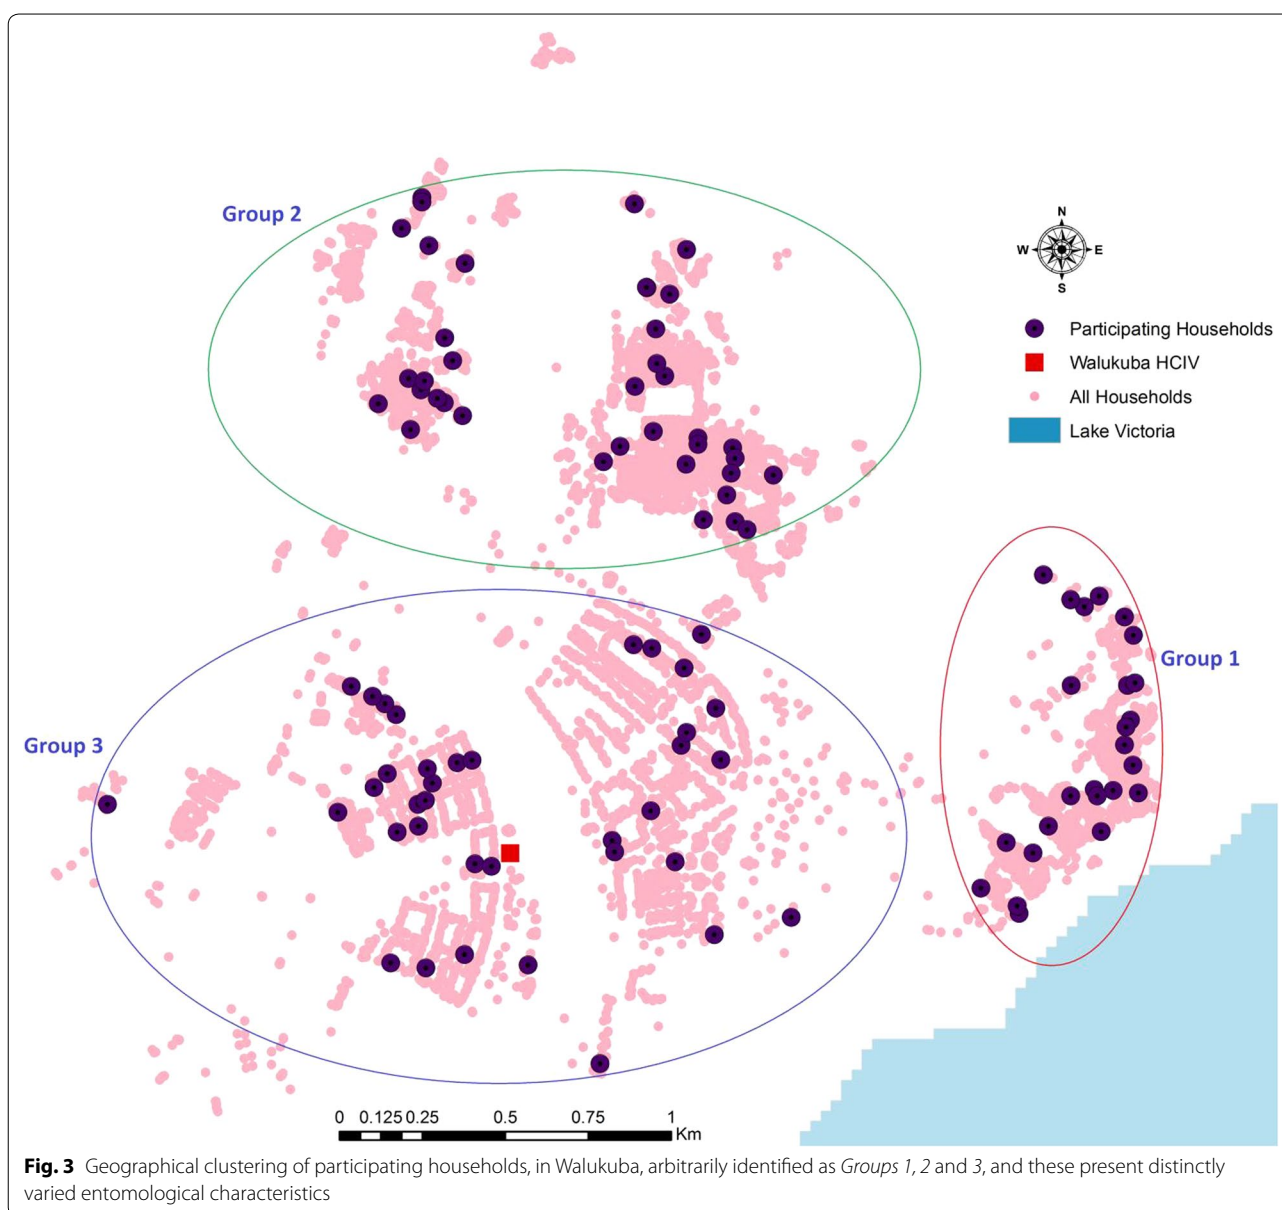 Group 2
N
W E
S
Participating Households
Walukuba HCIV
All Households
Lake Victoria
Group 1
Group 3
0 0.125 0.25 0.5 0.75 1
Km
Fig. 3 Geographical clustering of participating households, in Walukuba, arbitrarily identified as Groups 1, 2 and 3, and these present distinctly
varied entomological characteristics